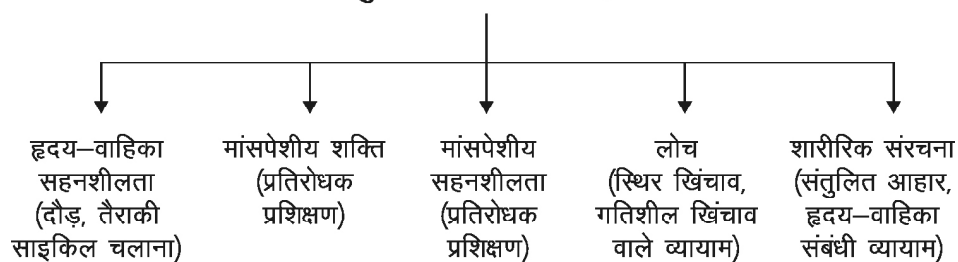 हृदय–वाहिका
सहनशीलता
(दौड़, तैराकी
साइकिल चलाना)
मांसपेशीय शक्ति
(प्रतिरोधक
प्रशिक्षण)
मांसपेशीय
सहनशीलता
(प्रतिरोधक
प्रशिक्षण)
लोच
(स्थिर खिंचाव,
गतिशील खिंचाव
वाले व्यायाम)
शारीरिक संरचना
(संतुलित आहार,
हृदय–वाहिका
संबंधी व्यायाम)